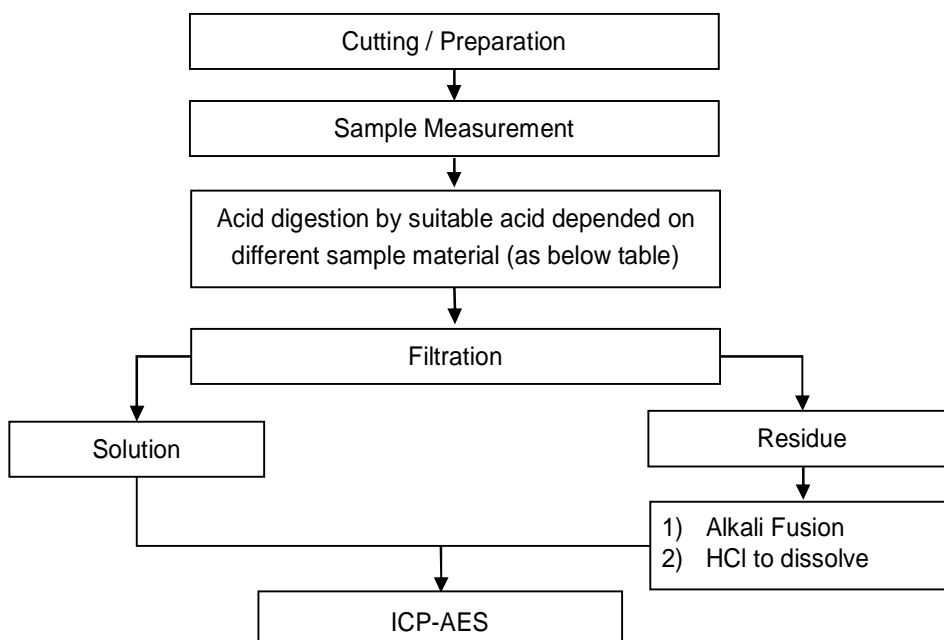 Cutting / Preparation
Sample Measurement
Acid digestion by suitable acid depended on
different sample material (as below table)
Filtration
Solution
Residue
1) Alkali Fusion
2) HCl to dissolve
ICP-AES